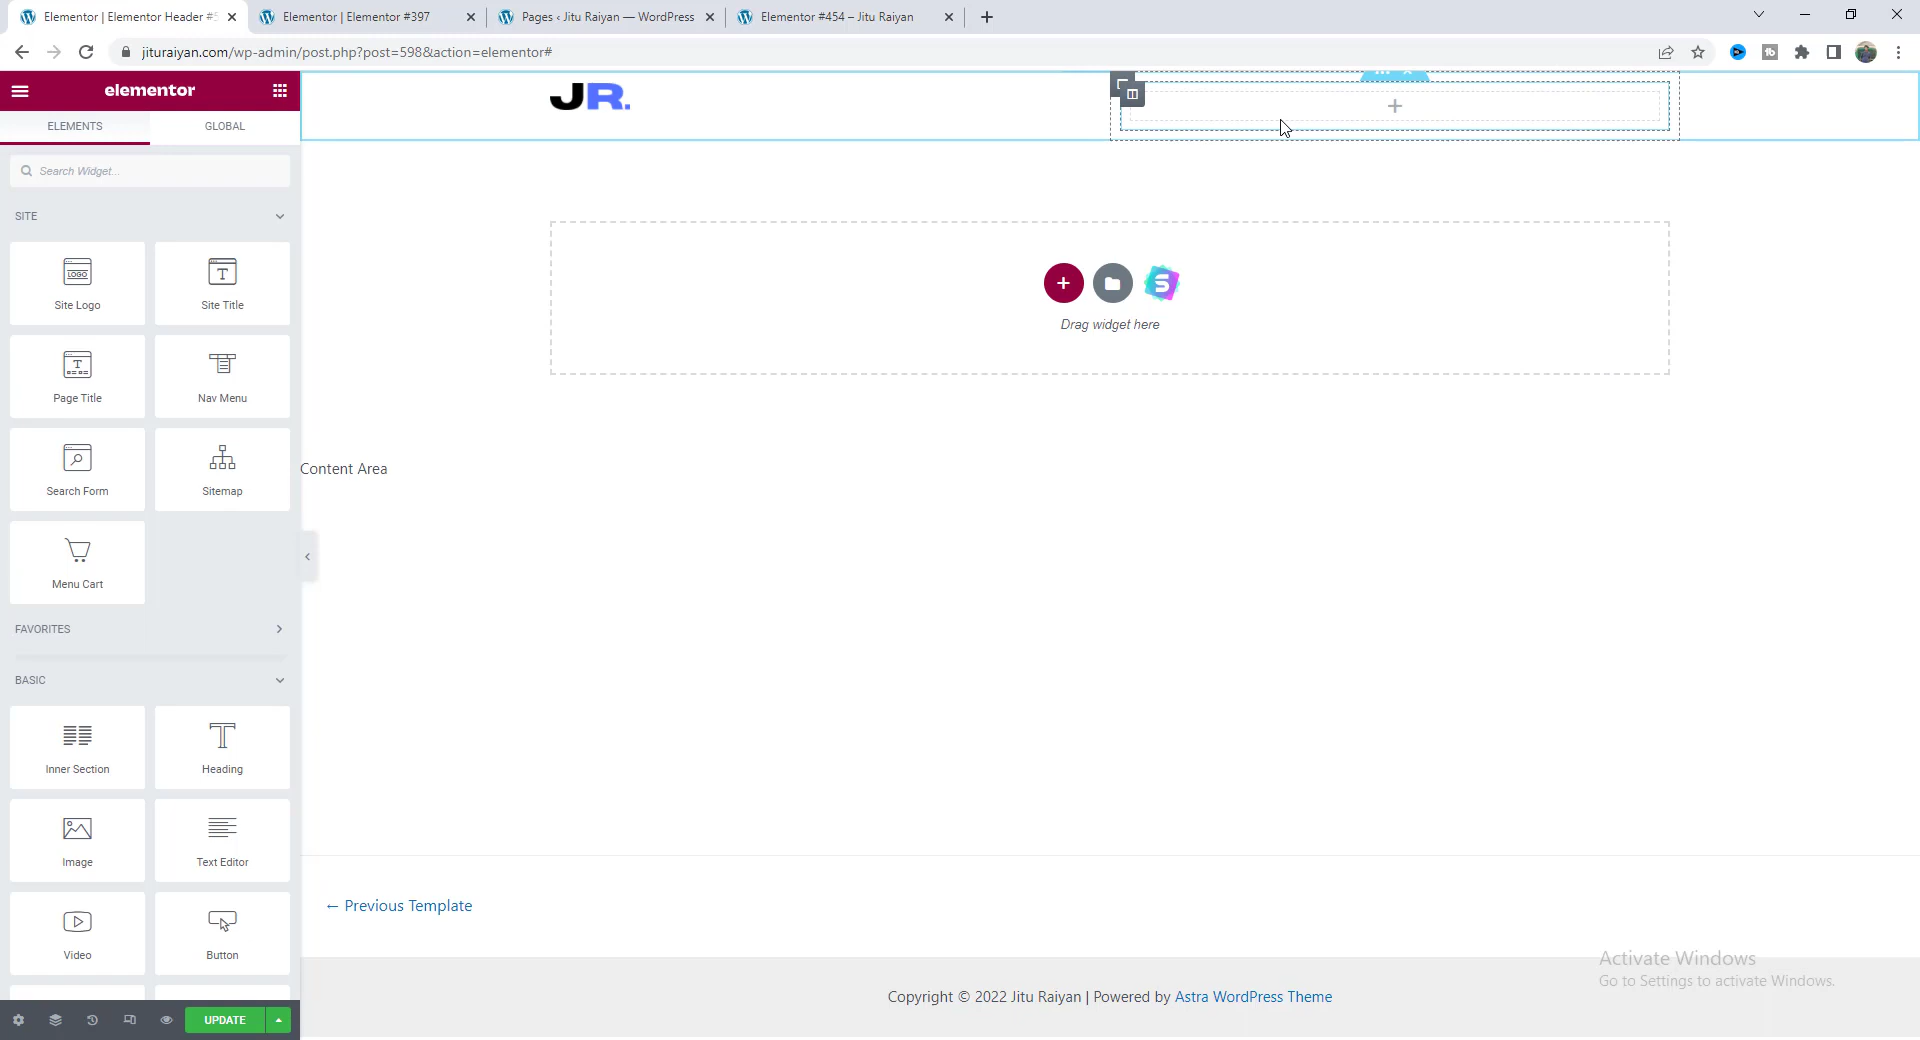 Elementor | Elementor Header #5
Elementor | Elementor #397
Pages ‹ Jitu Raiyan — WordPress
Elementor #454 – Jitu Raiyan
jituraiyan.com/wp-admin/post.php?post=598&action=elementor#
elementor
JR.
ELEMENTS
GLOBAL
Search Widget...
SITE
LOGO
Site Logo
T
Site Title
Drag widget here
T
Page Title
Nav Menu
Content Area
Search Form
Sitemap
Menu Cart
FAVORITES
BASIC
Inner Section
Heading
Image
Text Editor
← Previous Template
Video
Button
Activate Windows
Go to Settings to activate Windows.
Copyright © 2022 Jitu Raiyan | Powered by Astra WordPress Theme
UPDATE